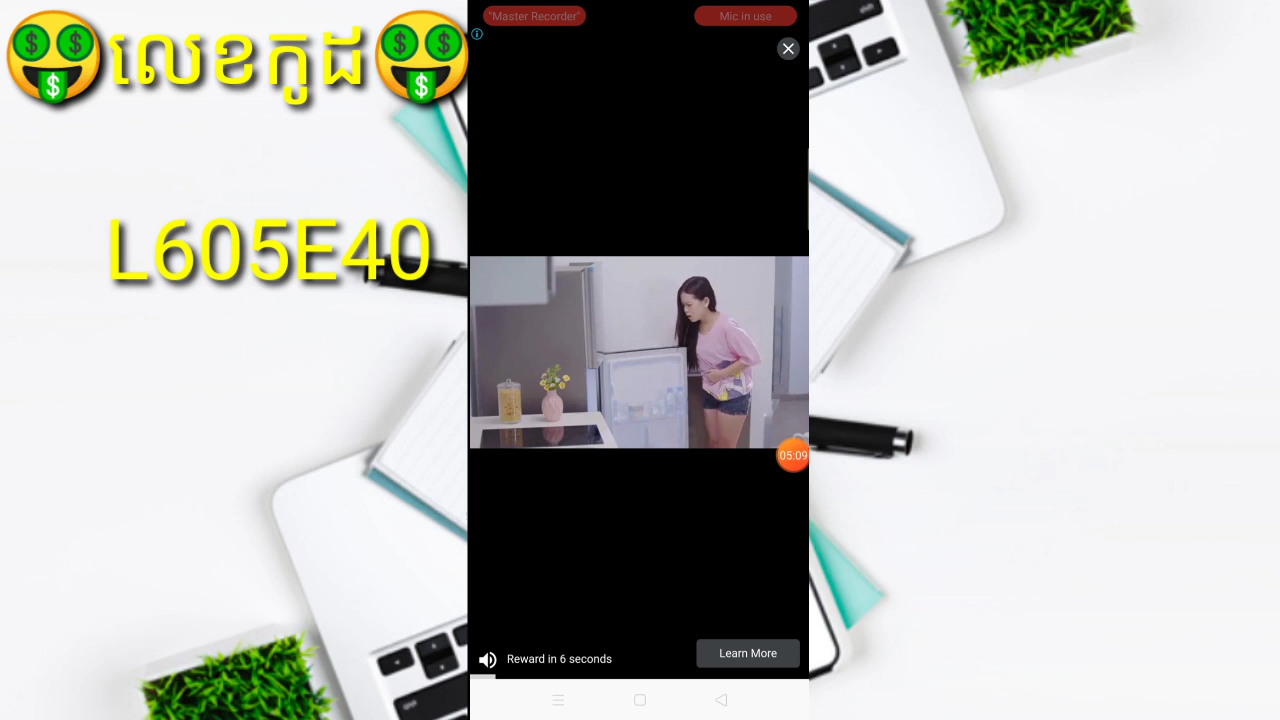 លេខកូដ
L605E40
"Master Recorder"
Mic in use
05:09
Reward in 6 seconds
Learn More